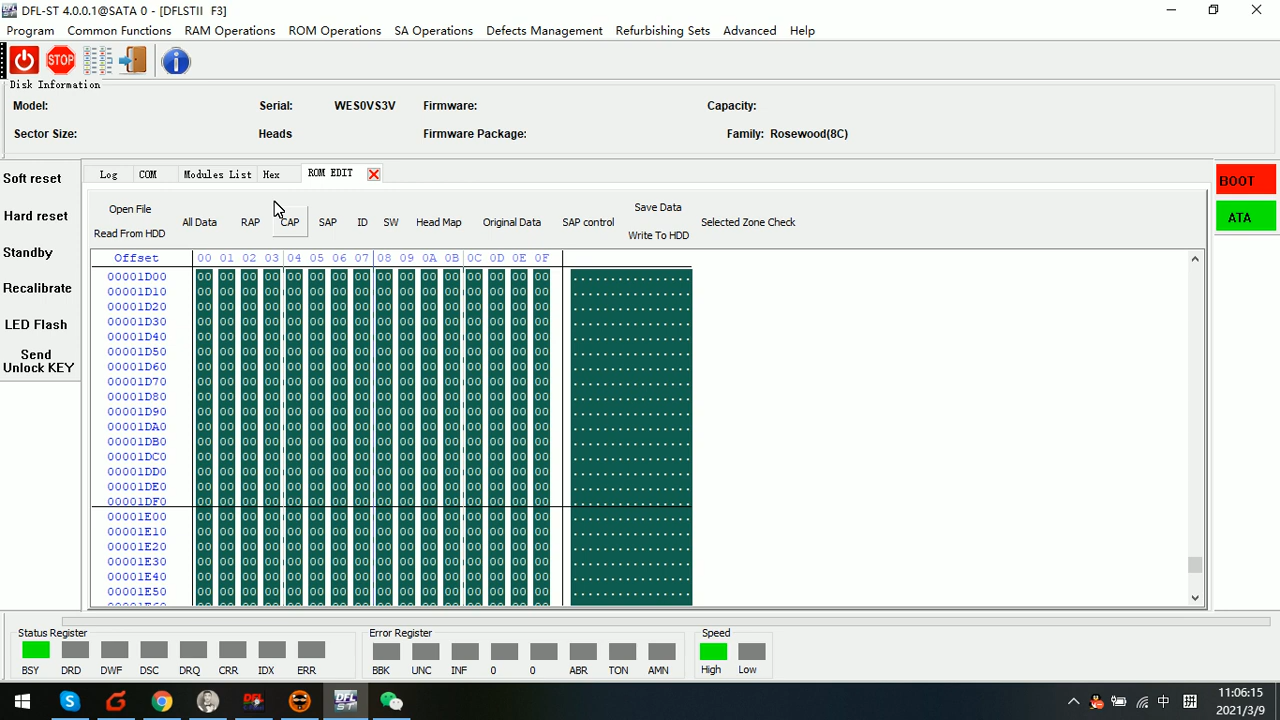 DFL-ST 4.0.0.1@SATA 0 - [DFLSTII  F3]
Program Common Functions RAM Operations ROM Operations SA Operations Defects Management Refurbishing Sets Advanced Help
STOP
Disk Information
Model: Serial: WES0VS3V Firmware: Capacity:
Sector Size: Heads Firmware Package: Family: Rosewood(8C)
Soft reset
Hard reset
Standby
Recalibrate
LED Flash
Send
Unlock KEY
Log COM Modules List Hex ROM EDIT
Open File
Read From HDD
All Data RAP CAP SAP ID SW Head Map Original Data SAP control
Save Data
Write To HDD
Selected Zone Check
BOOT
ATA
Offset 00 01 02 03 04 05 06 07 08 09 0A 0B 0C 0D 0E 0F
00001D00 00 00 00 00 00 00 00 00 00 00 00 00 00 00 00 00 ................
00001D10 00 00 00 00 00 00 00 00 00 00 00 00 00 00 00 00 ................
00001D20 00 00 00 00 00 00 00 00 00 00 00 00 00 00 00 00 ................
00001D30 00 00 00 00 00 00 00 00 00 00 00 00 00 00 00 00 ................
00001D40 00 00 00 00 00 00 00 00 00 00 00 00 00 00 00 00 ................
00001D50 00 00 00 00 00 00 00 00 00 00 00 00 00 00 00 00 ................
00001D60 00 00 00 00 00 00 00 00 00 00 00 00 00 00 00 00 ................
00001D70 00 00 00 00 00 00 00 00 00 00 00 00 00 00 00 00 ................
00001D80 00 00 00 00 00 00 00 00 00 00 00 00 00 00 00 00 ................
00001D90 00 00 00 00 00 00 00 00 00 00 00 00 00 00 00 00 ................
00001DA0 00 00 00 00 00 00 00 00 00 00 00 00 00 00 00 00 ................
00001DB0 00 00 00 00 00 00 00 00 00 00 00 00 00 00 00 00 ................
00001DC0 00 00 00 00 00 00 00 00 00 00 00 00 00 00 00 00 ................
00001DD0 00 00 00 00 00 00 00 00 00 00 00 00 00 00 00 00 ................
00001DE0 00 00 00 00 00 00 00 00 00 00 00 00 00 00 00 00 ................
00001DF0 00 00 00 00 00 00 00 00 00 00 00 00 00 00 00 00 ................
00001E00 00 00 00 00 00 00 00 00 00 00 00 00 00 00 00 00 ................
00001E10 00 00 00 00 00 00 00 00 00 00 00 00 00 00 00 00 ................
00001E20 00 00 00 00 00 00 00 00 00 00 00 00 00 00 00 00 ................
00001E30 00 00 00 00 00 00 00 00 00 00 00 00 00 00 00 00 ................
00001E40 00 00 00 00 00 00 00 00 00 00 00 00 00 00 00 00 ................
00001E50 00 00 00 00 00 00 00 00 00 00 00 00 00 00 00 00 ................
Status Register Error Register Speed
BSY DRD DWF DSC DRQ CRR IDX ERR BBK UNC INF 0 0 ABR TON AMN High Low
DFL
DFL ST
中 拼
11:06:15
2021/3/9